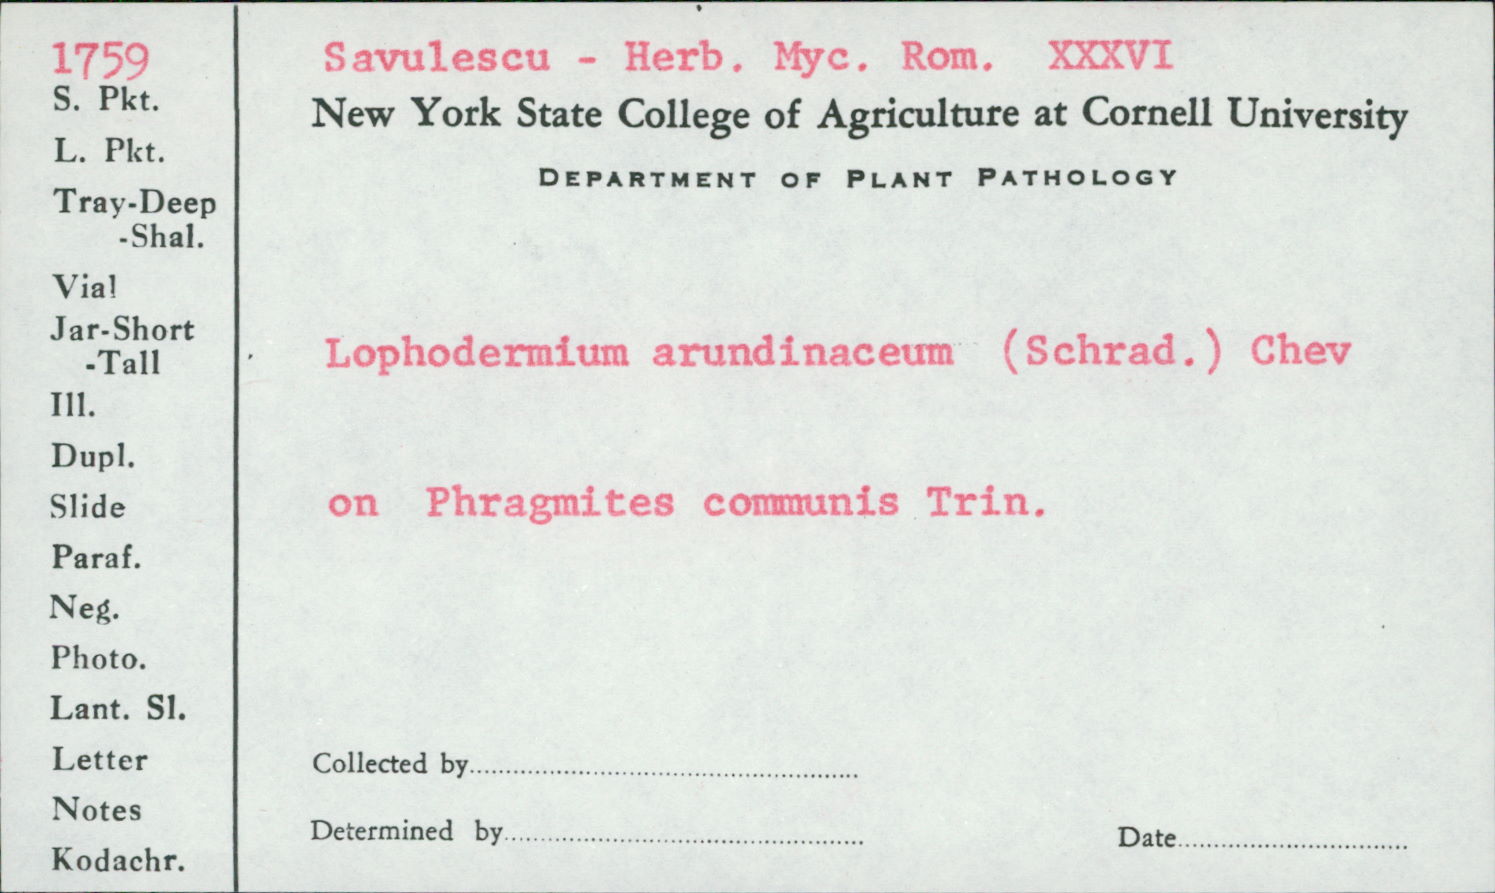 1759
S. Pkt.
L. Pkt.
Tray-Deep
-Shal.
Vial
Jar-Short
-Tall
Ill.
Dupl.
Slide
Paraf.
Neg.
Photo.
Lant. Sl.
Letter
Notes
Kodachr.
Savulescu - Herb. Myc. Rom. XXXVI
New York State College of Agriculture at Cornell University
DEPARTMENT OF PLANT PATHOLOGY
Lophodermium arundinaceum (Schrad.) Chev
on Phragmites communis Trin.
Collected by
Determined by
Date